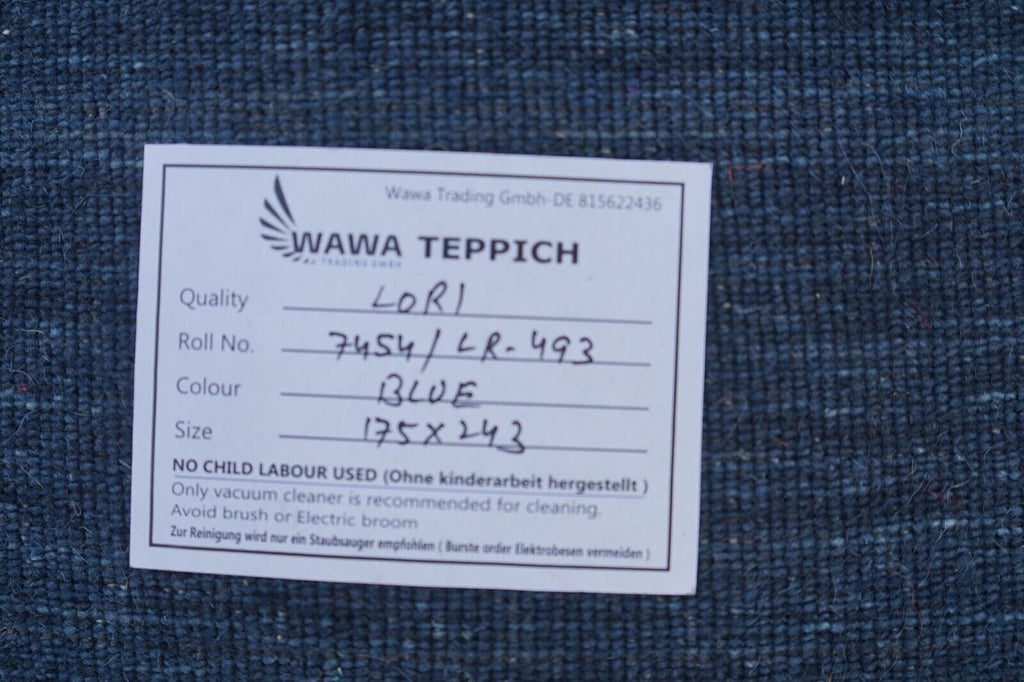 Wawa Trading Gmbh-DE 815622436
WAWA TEPPICH
TRADING GMBH
Quality LORI
Roll No. 7454/LR-493
Colour BLUE
Size 175x243
NO CHILD LABOUR USED (Ohne kinderarbeit hergestellt )
Only vacuum cleaner is recommended for cleaning.
Avoid brush or Electric broom
Zur Reinigung wird nur ein Staubsauger empfohlen ( Burste order Elektrobesen vermeiden )